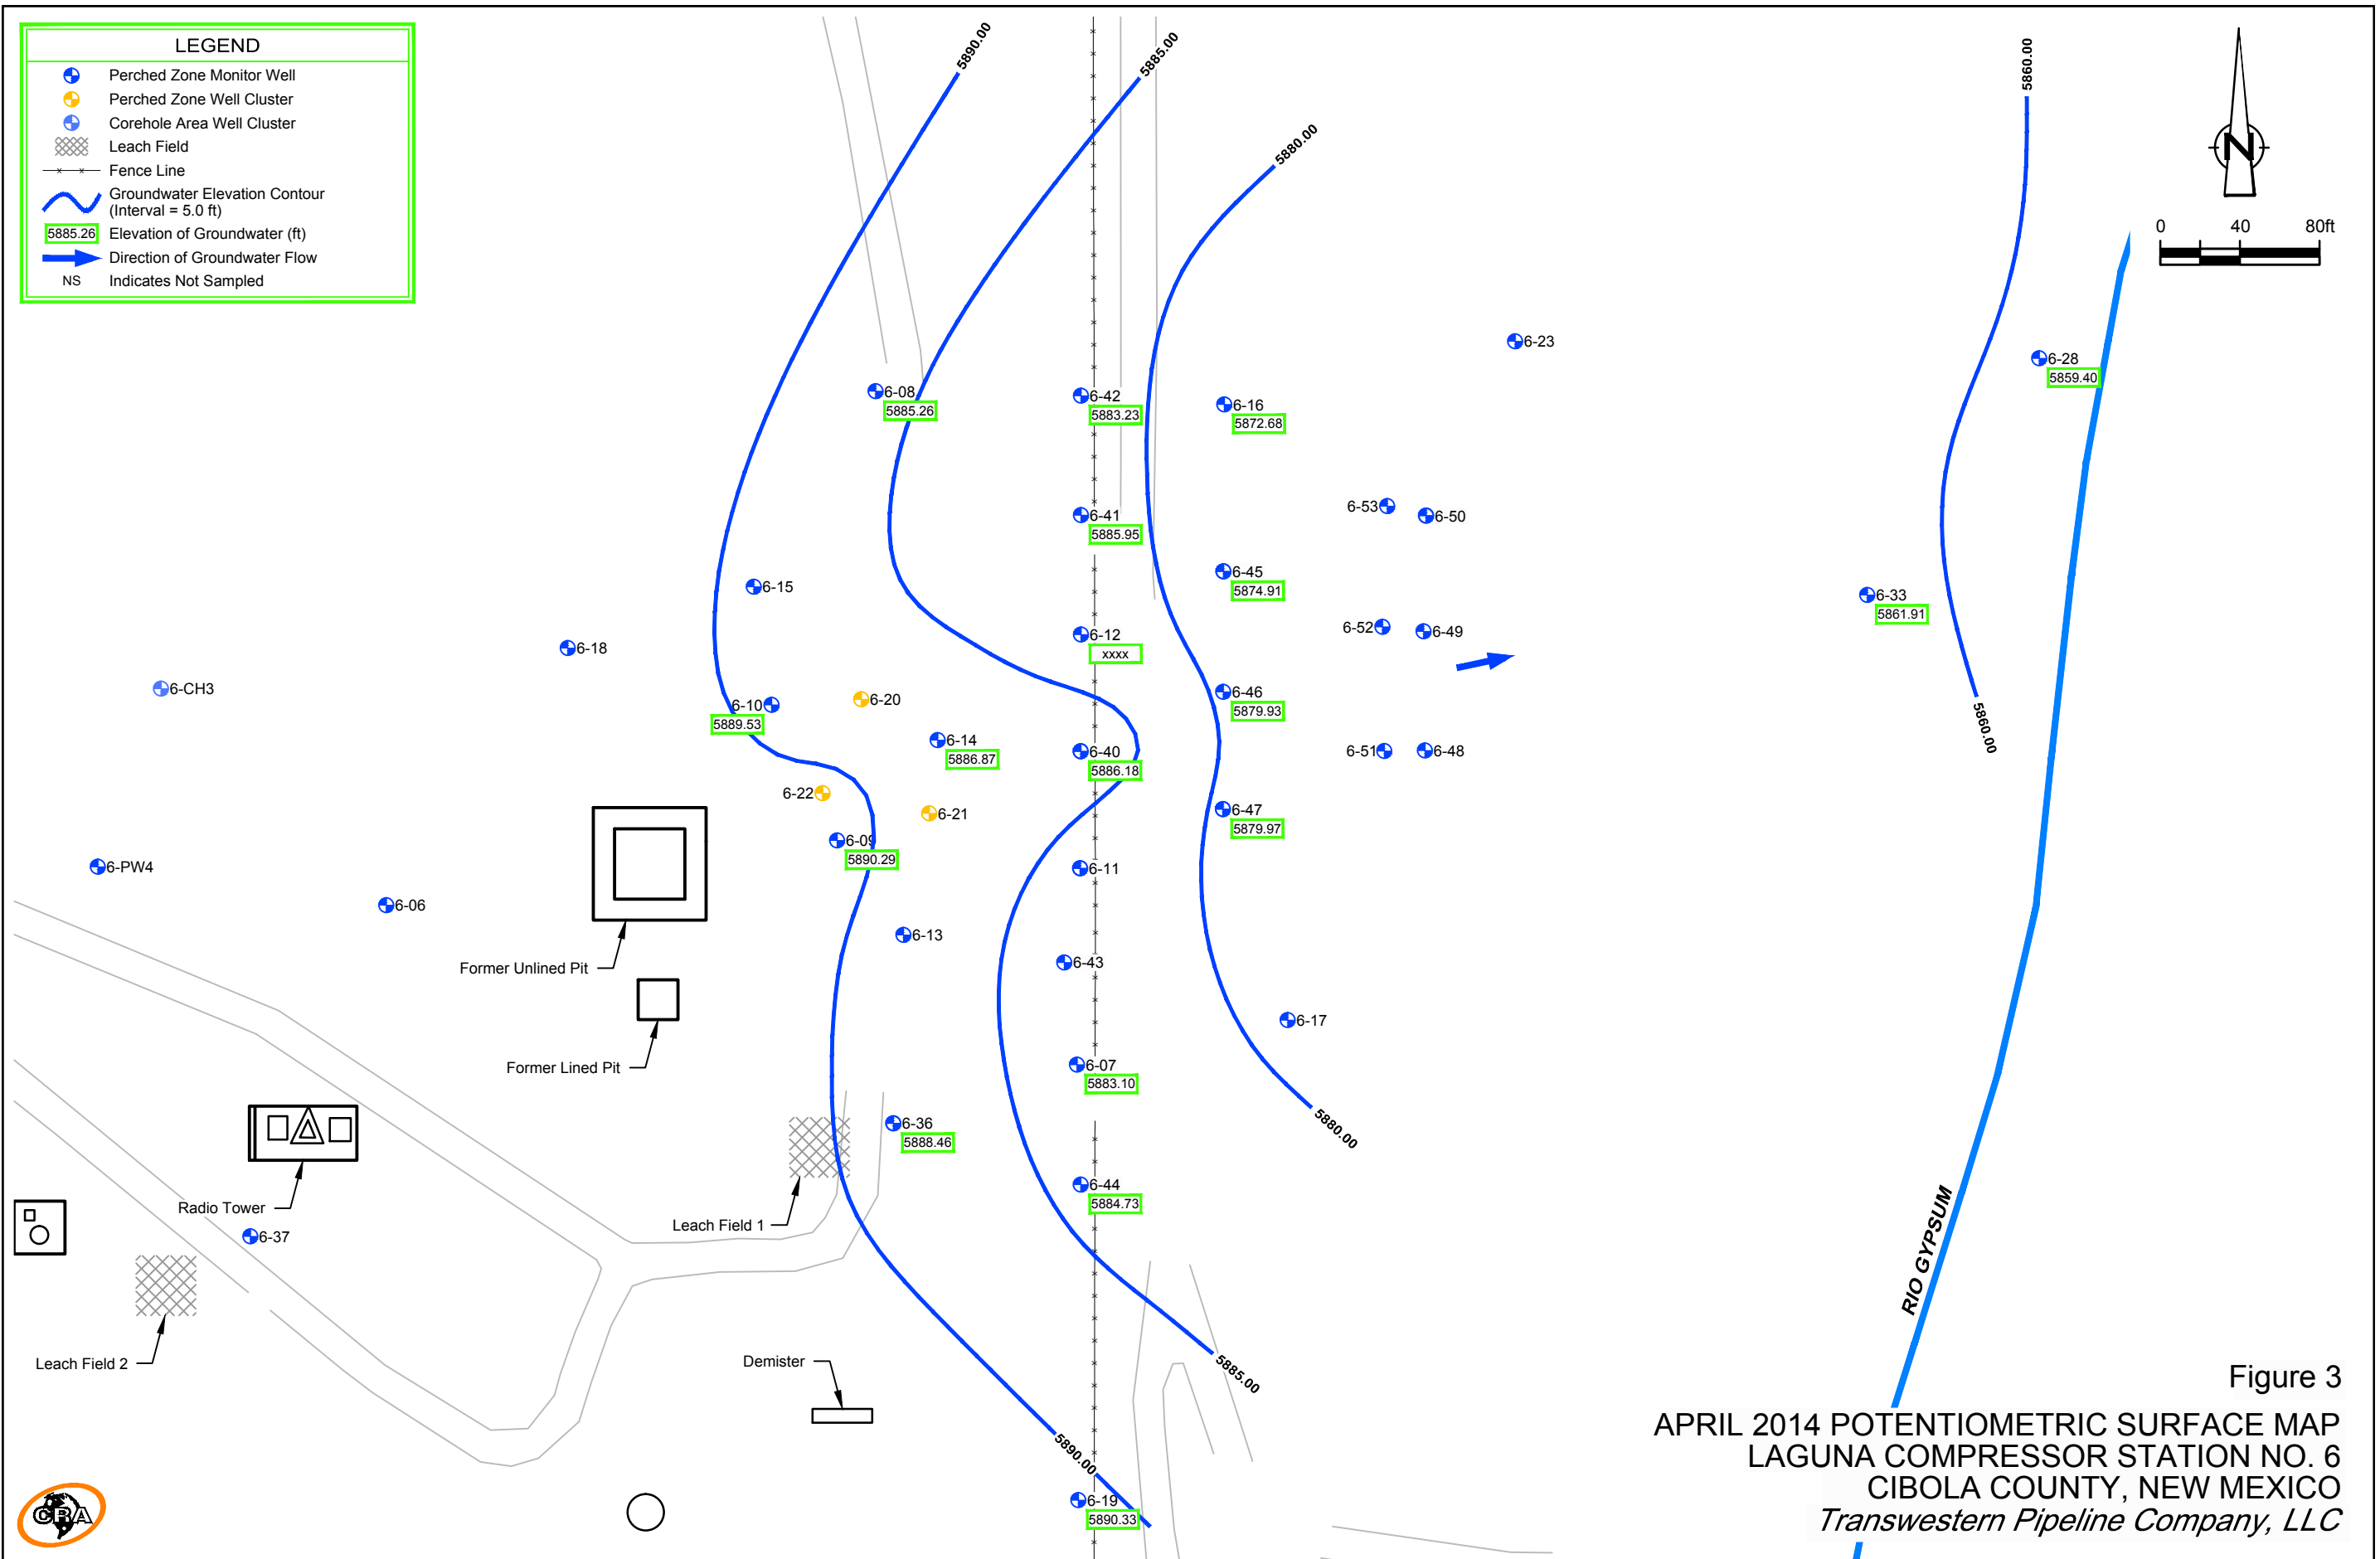 LEGEND
Perched Zone Monitor Well
Perched Zone Well Cluster
Corehole Area Well Cluster
Leach Field
Fence Line
Groundwater Elevation Contour
(Interval = 5.0 ft)
5885.26 Elevation of Groundwater (ft)
Direction of Groundwater Flow
NS Indicates Not Sampled
5890.00
5885.00
5880.00
5860.00
N
0 40 80ft
6-23
6-28
5859.40
6-08
5885.26
6-42
5883.23
6-16
5872.68
6-53
6-50
6-41
5885.95
6-15
6-45
5874.91
6-33
5861.91
6-52
6-49
6-12
xxxx
6-18
6-CH3
6-10
5889.53
6-20
6-46
5879.93
5860.00
6-14
5886.87
6-40
5886.18
6-51
6-48
6-22
6-21
6-47
5879.97
6-09
5890.29
6-PW4
6-11
6-06
6-13
Former Unlined Pit
6-43
6-17
Former Lined Pit
6-07
5883.10
6-36
5888.46
5880.00
6-44
5884.73
Radio Tower
Leach Field 1
6-37
RIO GYPSUM
Leach Field 2
Demister
5885.00
5890.00
6-19
5890.33
Figure 3
APRIL 2014 POTENTIOMETRIC SURFACE MAP
LAGUNA COMPRESSOR STATION NO. 6
CIBOLA COUNTY, NEW MEXICO
Transwestern Pipeline Company, LLC
CRA